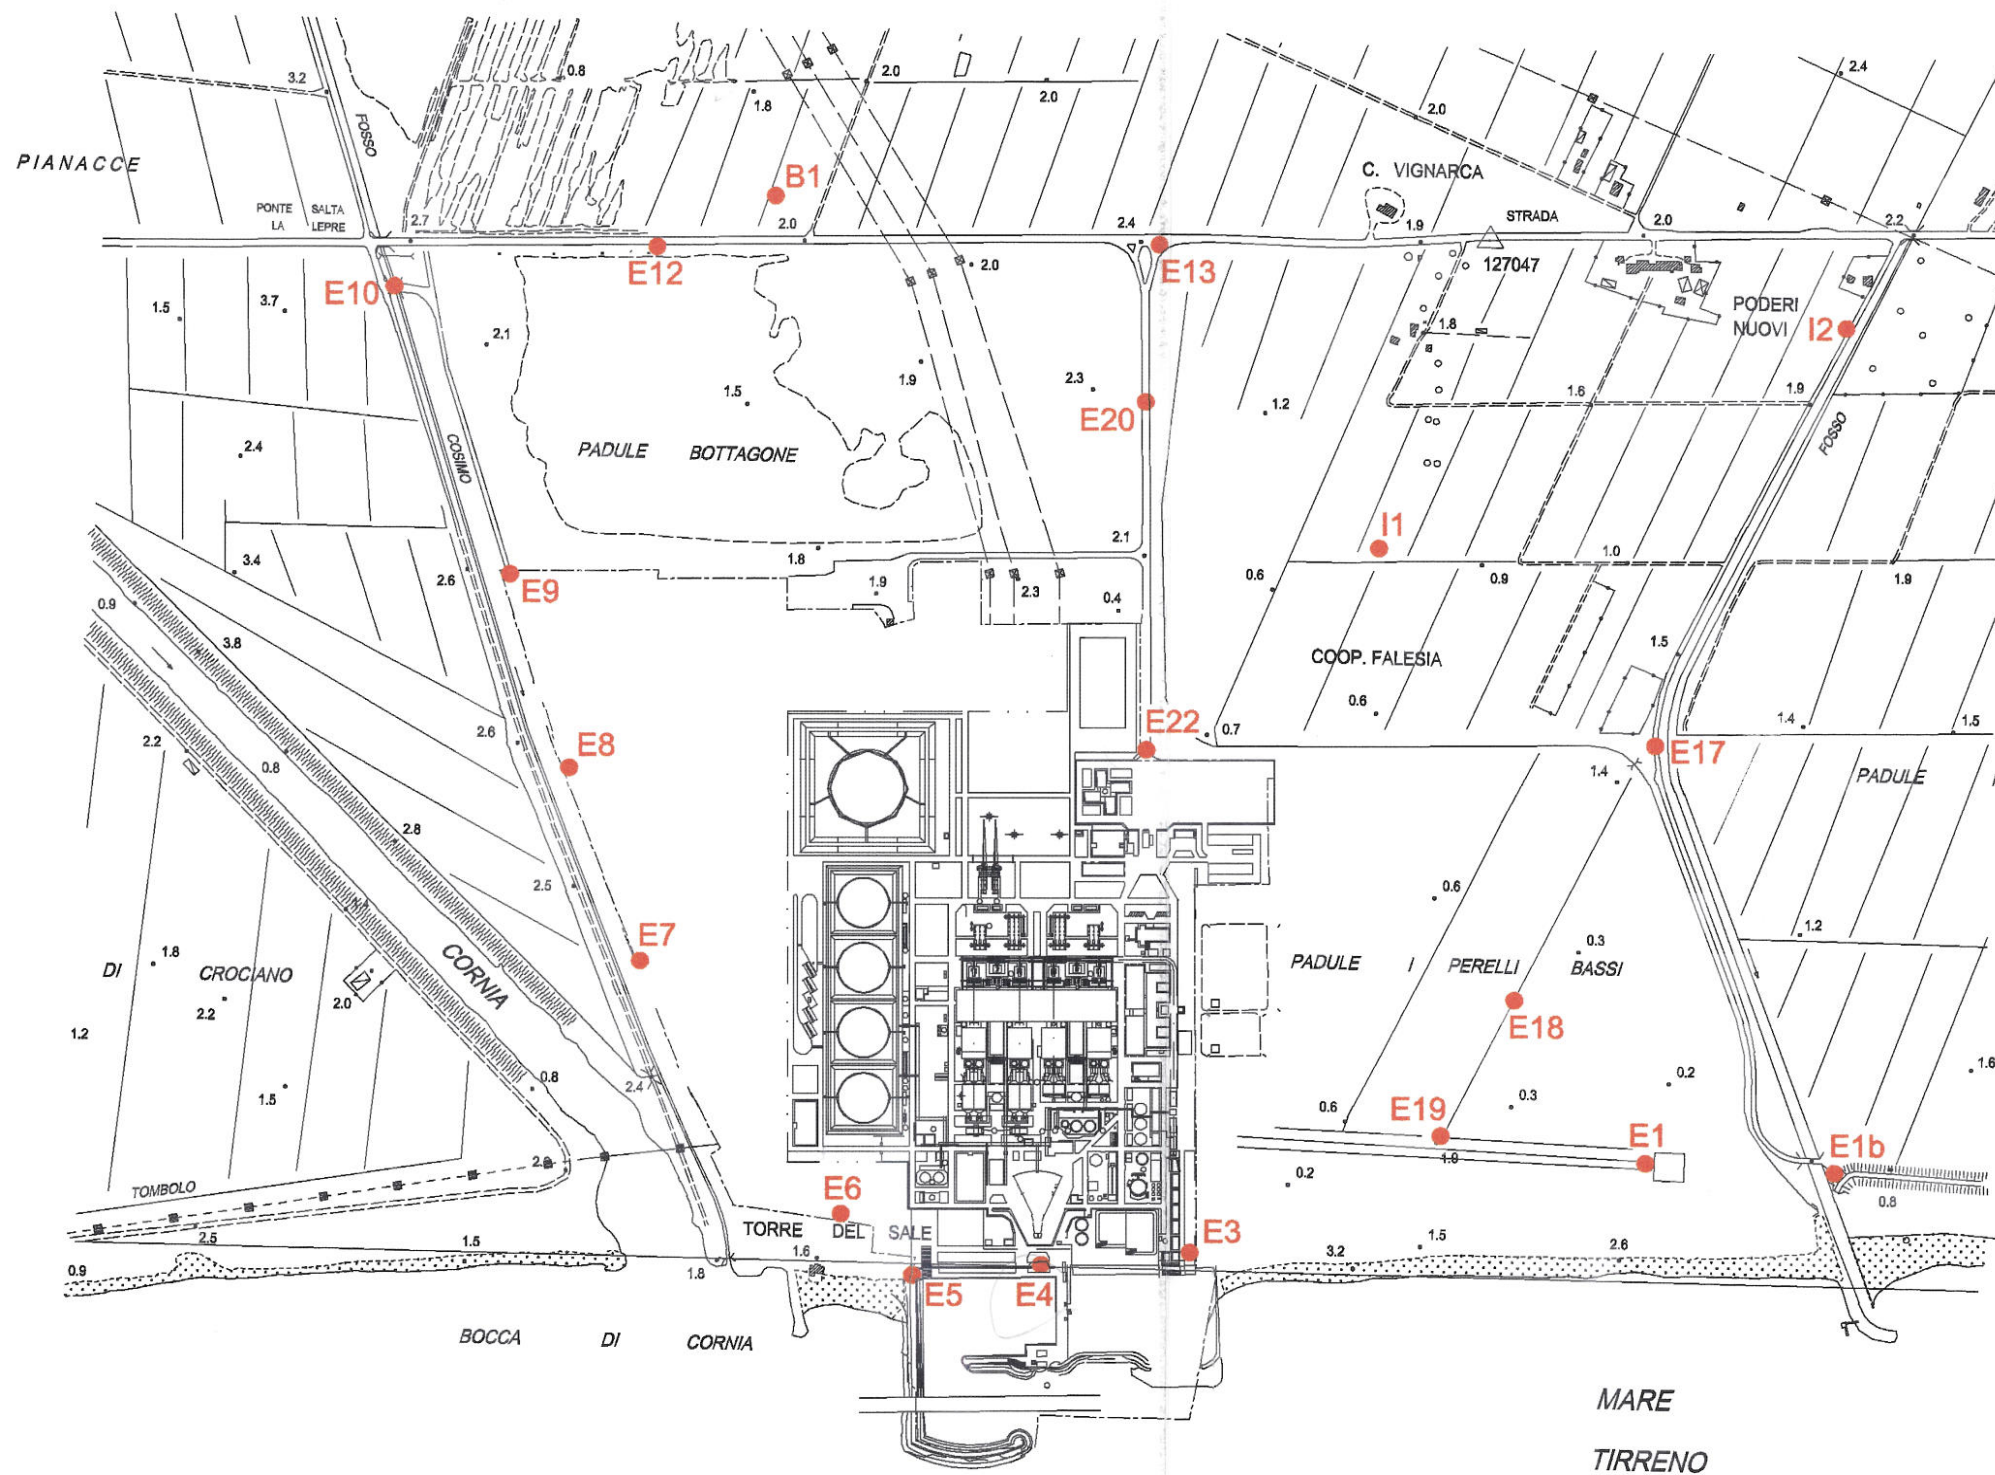 3.2
0.8
2.0
2.4
1.8
2.0
2.0
FOSSO
PIANACCE
B1
C. VIGNARCA
PONTE SALTA
LA LEPRE
2.7
2.0
2.4
1.9
STRADA
2.0
2.2
E12
E13
127047
E10
2.0
1.5
3.7
PODERI
NUOVI
I2
2.1
1.8
1.9
2.3
1.5
E20
1.2
1.6
1.9
2.4
COSIMO
PADULE BOTTAGONE
FOSSO
I1
2.1
3.4
2.6
1.8
1.0
E9
1.9
2.3
0.4
0.6
0.9
1.9
0.9
3.8
1.5
COOP. FALESIA
0.6
E22
2.6
2.2
E8
0.7
1.4
1.5
E17
0.8
1.4
PADULE
2.8
2.5
0.6
E7
1.2
CORNIA
DI CROCIANO
1.8
0.3
PADULE I PERELLI BASSI
2.2
2.0
E18
1.2
0.8
2.4
0.2
1.6
1.5
0.3
0.6
E19
E1
1.9
E1b
TOMBOLO
0.2
0.8
E6
TORRE DEL SALE
E3
2.5
1.5
1.6
3.2
1.5
2.6
0.9
1.8
E5
E4
BOCCA DI CORNIA
MARE
TIRRENO